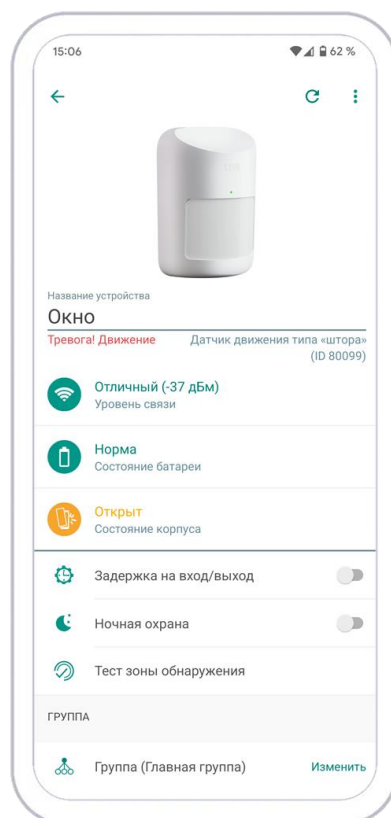 15:06
62 %
Название устройства
Окно
Тревога! Движение
Датчик движения типа «штора»
(ID 80099)
Отличный (-37 дБм)
Уровень связи
Норма
Состояние батареи
Открыт
Состояние корпуса
Задержка на вход/выход
Ночная охрана
Тест зоны обнаружения
ГРУППА
Группа (Главная группа)
Изменить